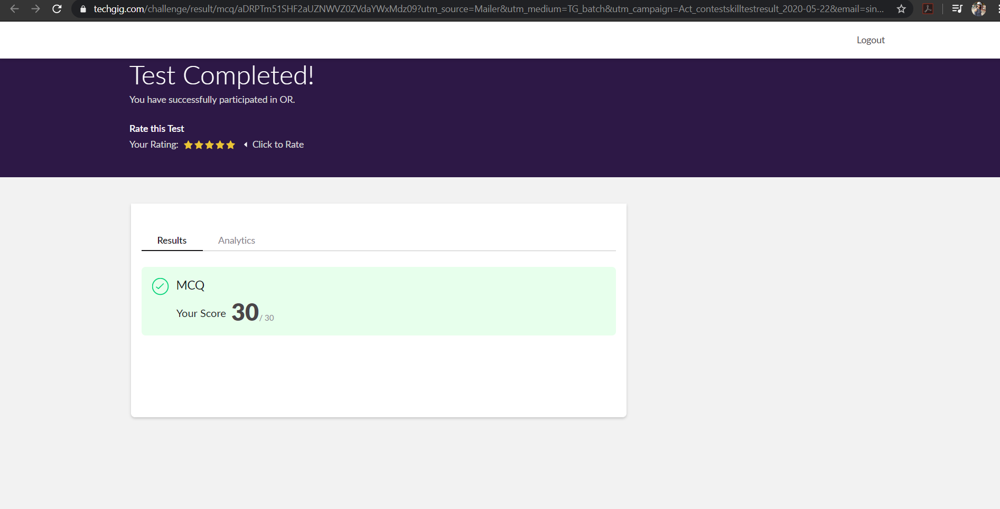 techgig.com/challenge/result/mcq/aDRPTm51SHF2aUZNWVZ0ZVdaYWxMdz09?utm_source=Mailer&utm_medium=TG_batch&utm_campaign=Act_contestskilltestresult_2020-05-22&email=sin...
Logout
Test Completed!
You have successfully participated in OR.
Rate this Test
Your Rating: Click to Rate
Results Analytics
MCQ
Your Score 30 / 30